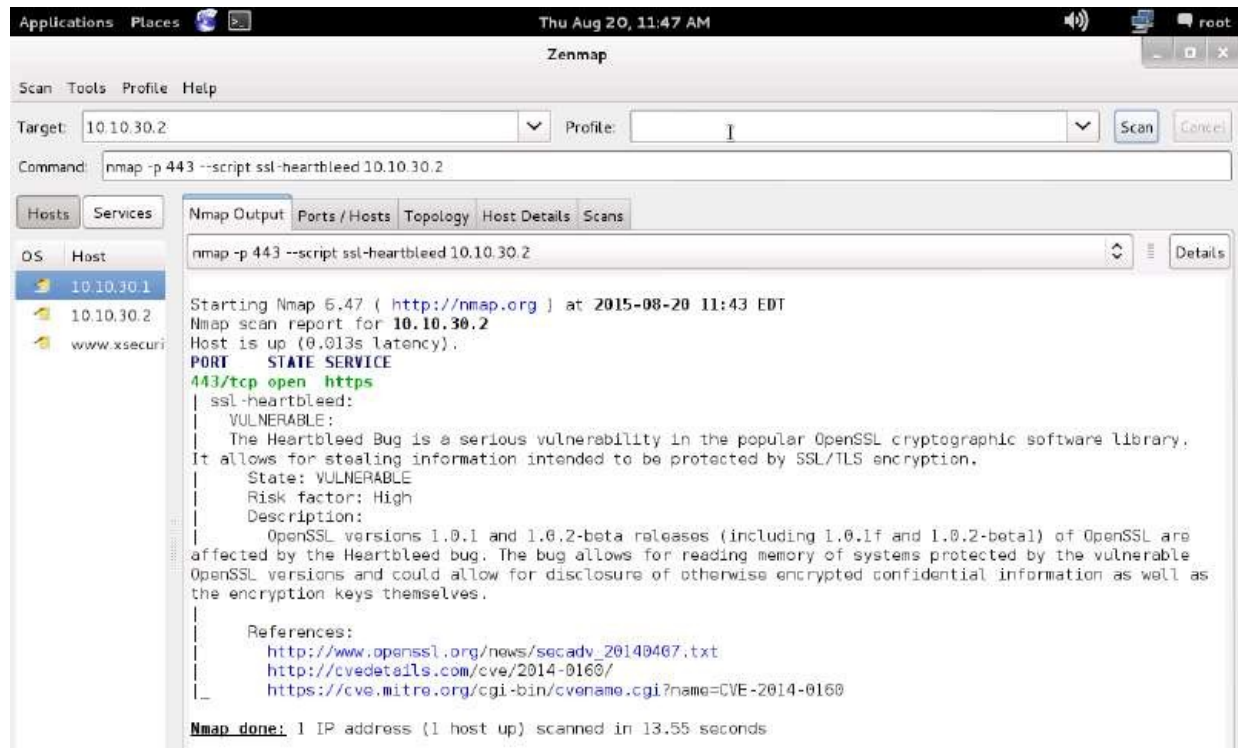 Applications Places Thu Aug 20, 11:47 AM root
Zenmap
Scan Tools Profile Help
Target: 10.10.30.2 Profile: Scan Cancel
Command: nmap -p 443 --script ssl-heartbleed 10.10.30.2
Hosts Services Nmap Output Ports / Hosts Topology Host Details Scans
OS Host nmap -p 443 --script ssl-heartbleed 10.10.30.2 Details
10.10.30.1
10.10.30.2
www.xsecuri
Starting Nmap 6.47 ( http://nmap.org ) at 2015-08-20 11:43 EDT
Nmap scan report for 10.10.30.2
Host is up (0.013s latency).
PORT STATE SERVICE
443/tcp open https
| ssl-heartbleed:
| VULNERABLE:
| The Heartbleed Bug is a serious vulnerability in the popular OpenSSL cryptographic software library.
It allows for stealing information intended to be protected by SSL/TLS encryption.
| State: VULNERABLE
| Risk factor: High
| Description:
| OpenSSL versions 1.0.1 and 1.0.2-beta releases (including 1.0.1f and 1.0.2-beta1) of OpenSSL are
affected by the Heartbleed bug. The bug allows for reading memory of systems protected by the vulnerable
OpenSSL versions and could allow for disclosure of otherwise encrypted confidential information as well as
the encryption keys themselves.
|
| References:
| http://www.openssl.org/news/secadv_20140407.txt
| http://cvedetails.com/cve/2014-0160/
|_ https://cve.mitre.org/cgi-bin/cvename.cgi?name=CVE-2014-0160
Nmap done: 1 IP address (1 host up) scanned in 13.55 seconds